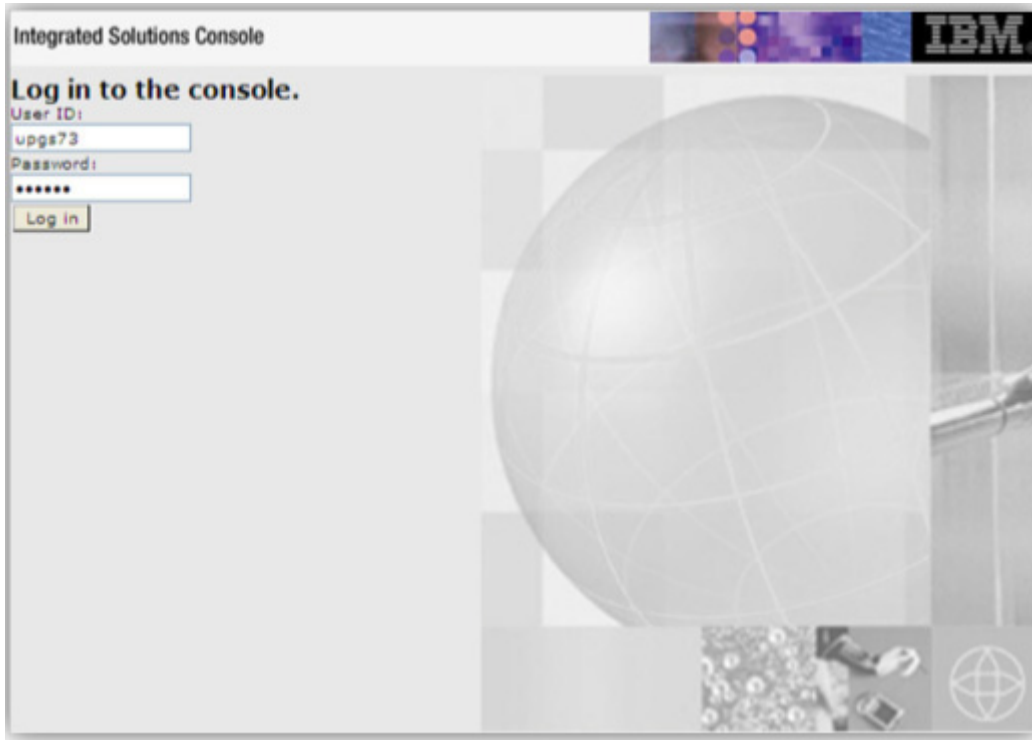 Integrated Solutions Console
IBM.
Log in to the console.
User ID:
upgs73
Password:
••••••
Log in